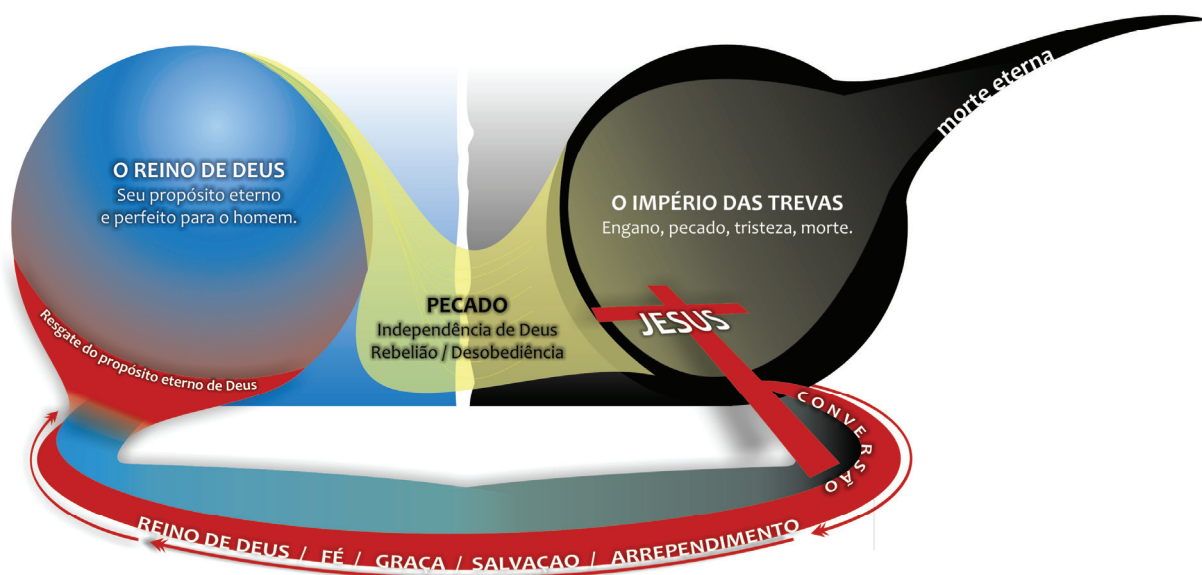 O REINO DE DEUS
Seu propósito eterno
e perfeito para o homem.
Resgate do propósito eterno de Deus
PECADO
Independência de Deus
Rebelião / Desobediência
O IMPÉRIO DAS TREVAS
Engano, pecado, tristeza, morte.
morte eterna
JESUS
CONVERSÃO
REINO DE DEUS / FÉ / GRAÇA / SALVAÇAO / ARREPENDIMENTO